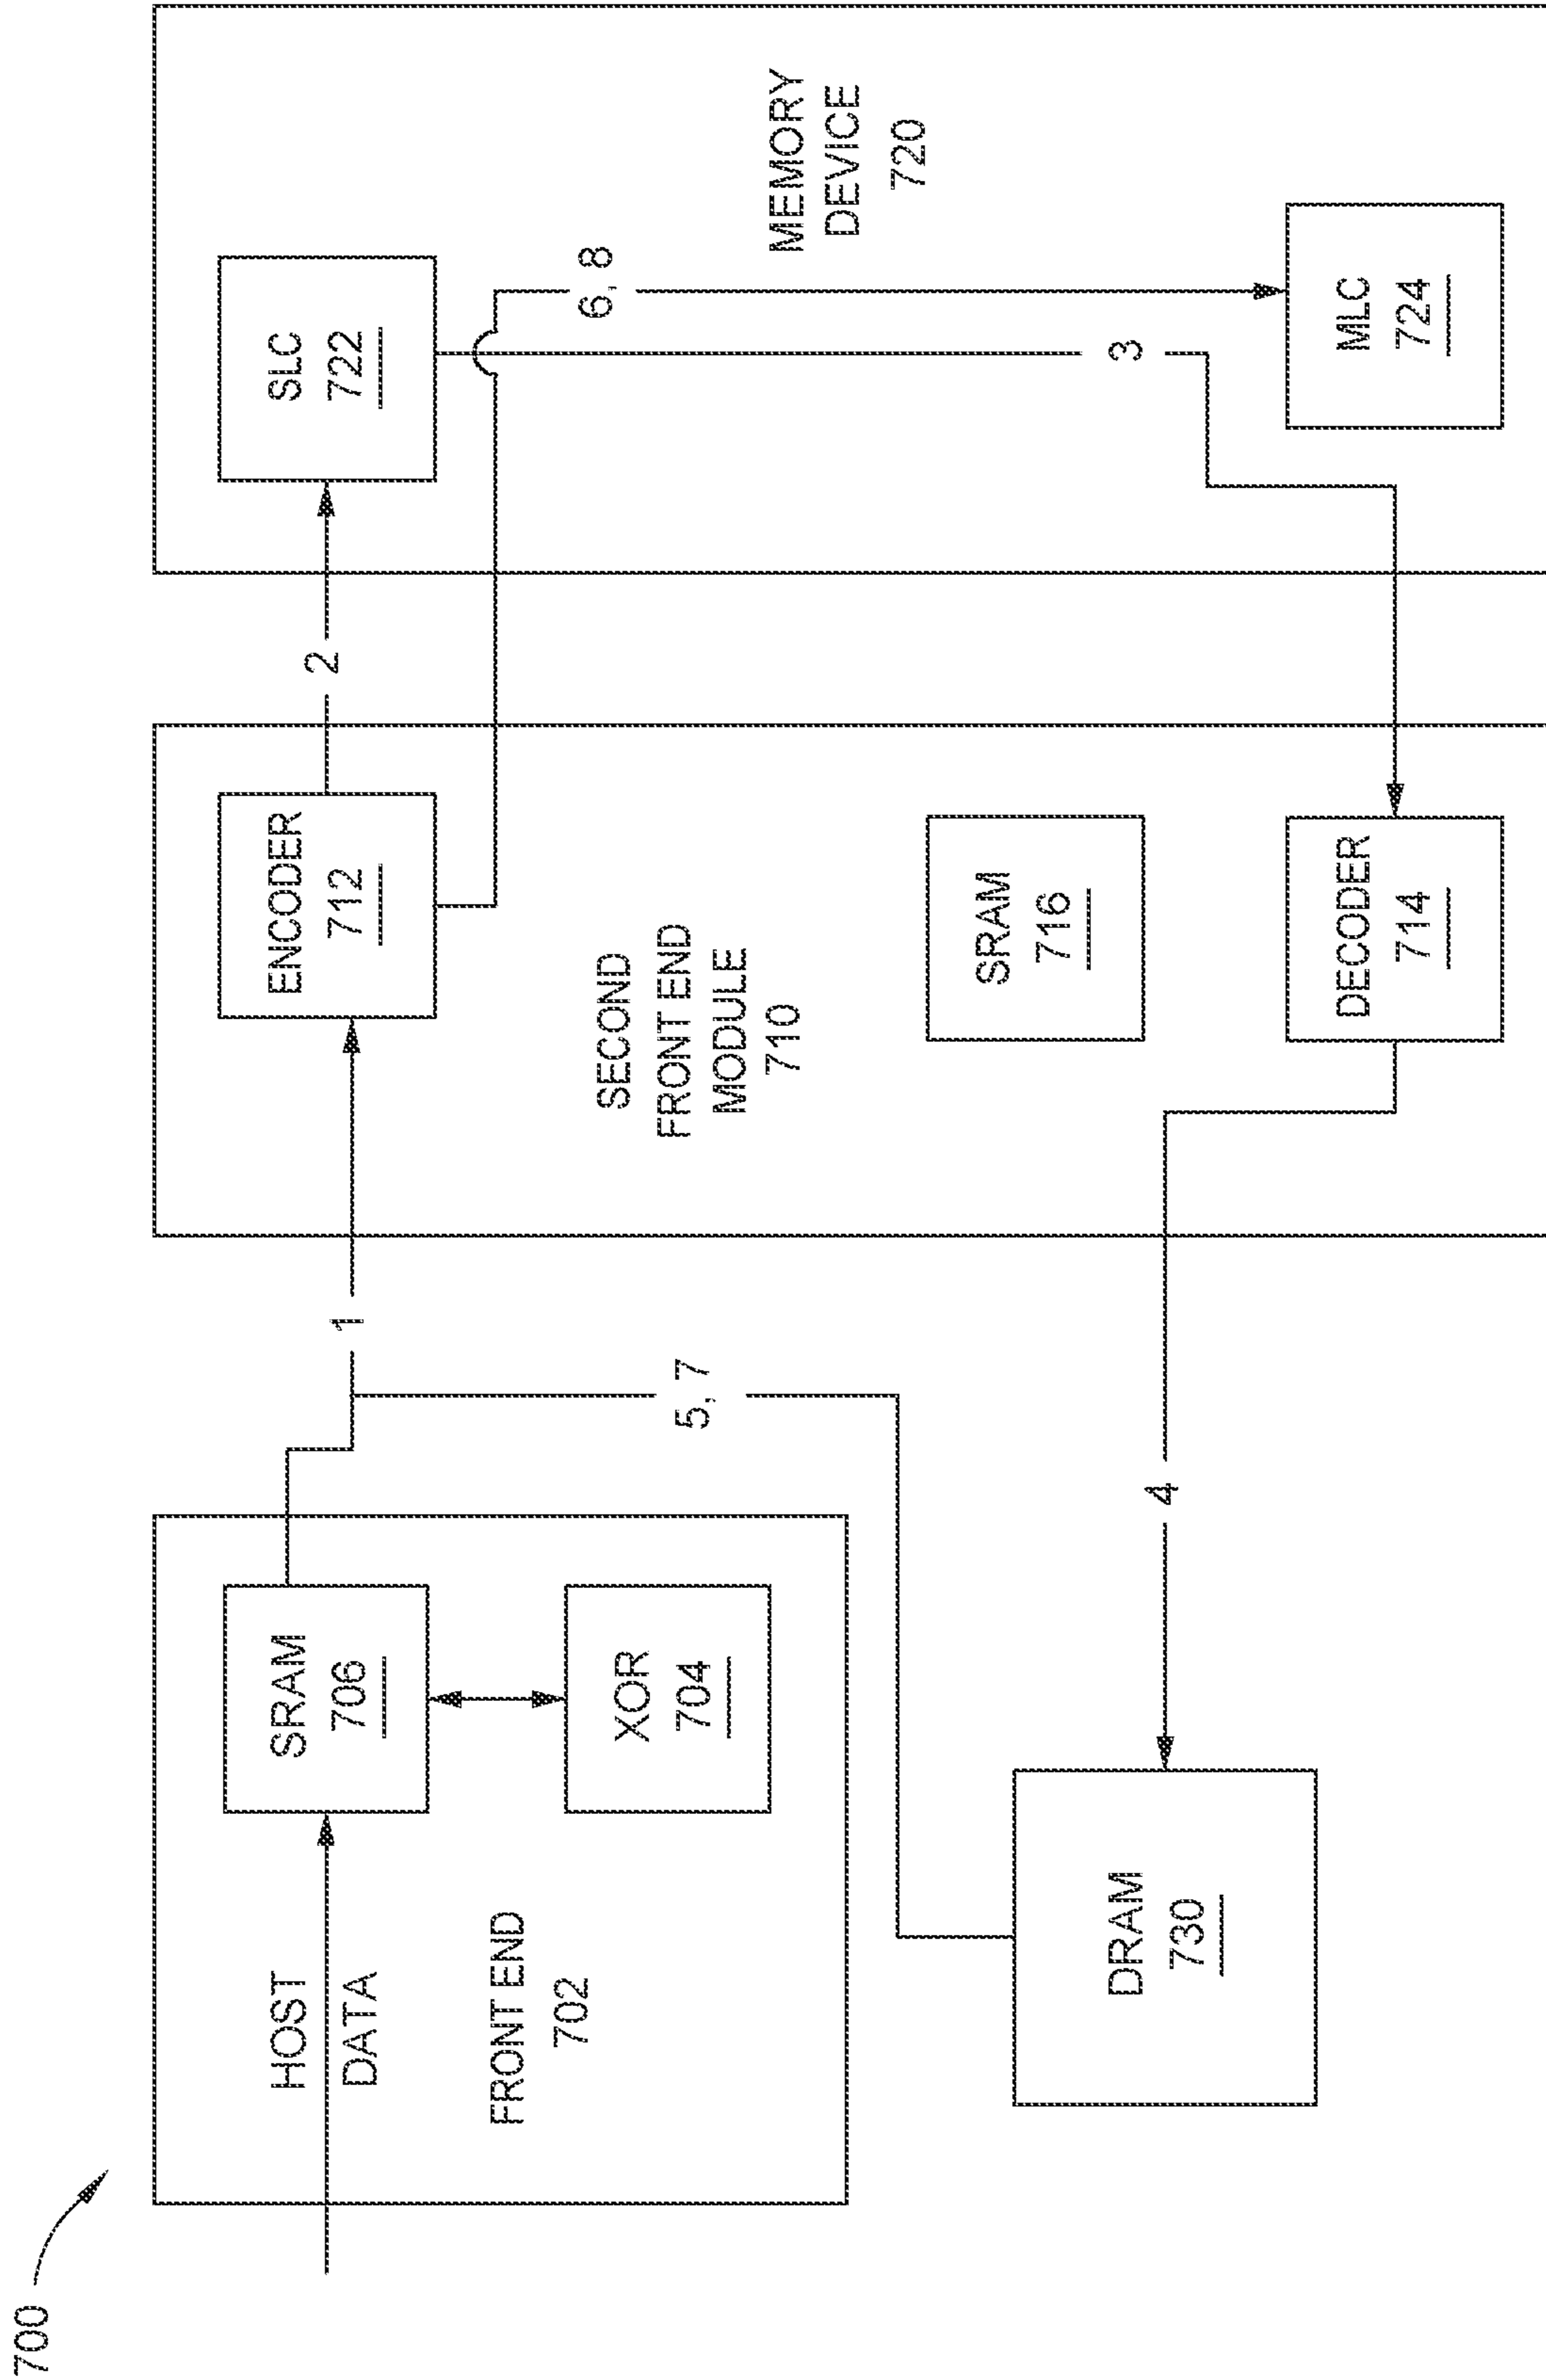 700
HOST
DATA
FRONT END
702
SRAM
706
XOR
704
DRAM
730
1
5, 7
4
ENCODER
712
SECOND
FRONT END
MODULE
710
SRAM
716
DECODER
714
2
SLC
722
6, 8
3
MEMORY
DEVICE
720
MLC
724